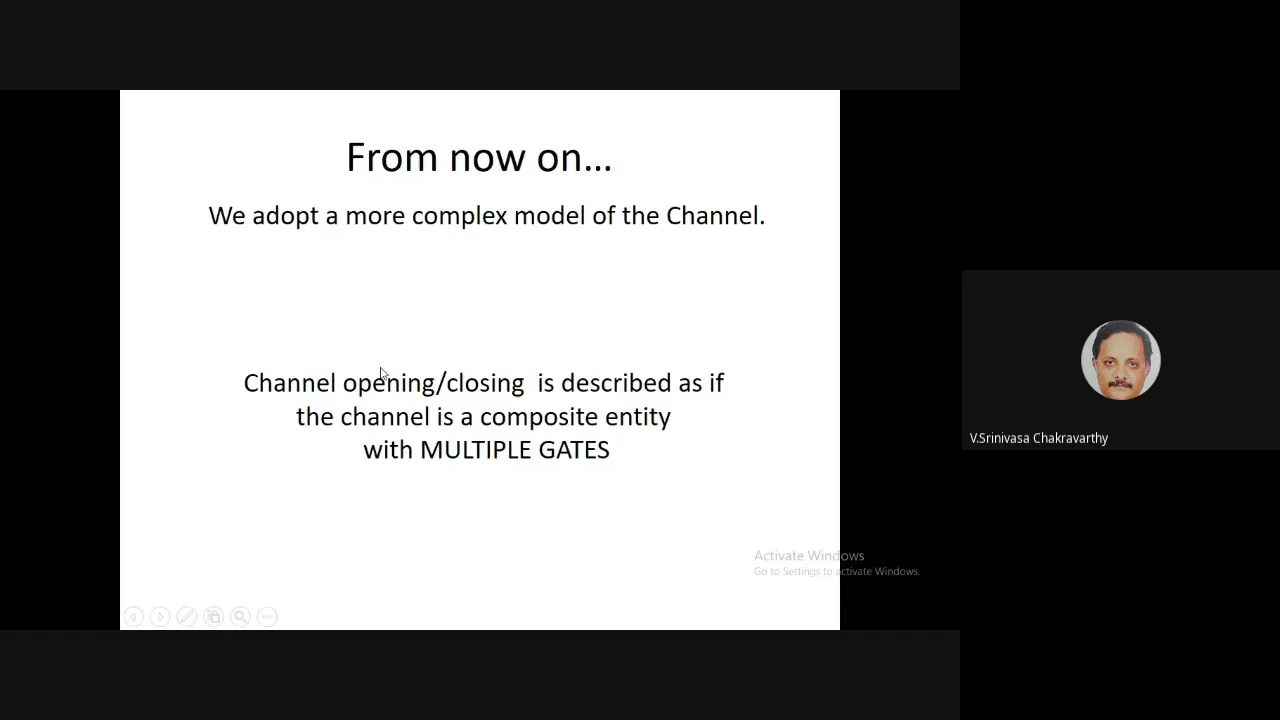 From now on...
We adopt a more complex model of the Channel.
Channel opening/closing is described as if
the channel is a composite entity
with MULTIPLE GATES
V.Srinivasa Chakravarthy
Activate Windows
Go to Settings to activate Windows.